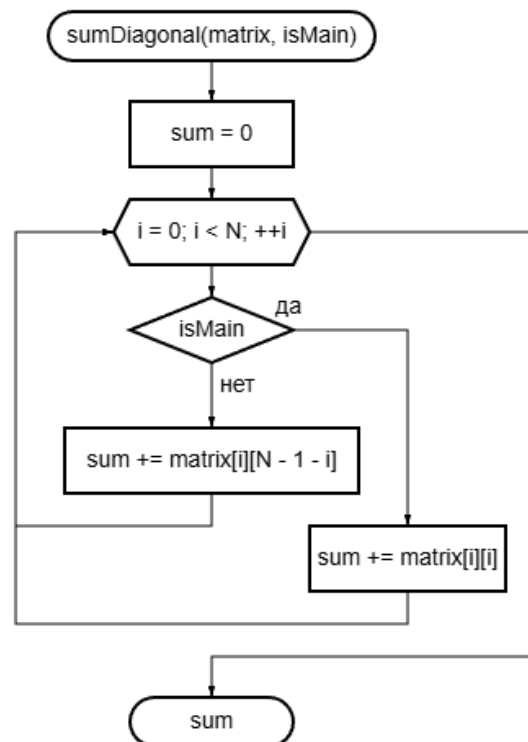 sumDiagonal(matrix, isMain)
sum = 0
i = 0; i < N; ++i
да
isMain
нет
sum += matrix[i][N - 1 - i]
sum += matrix[i][i]
sum